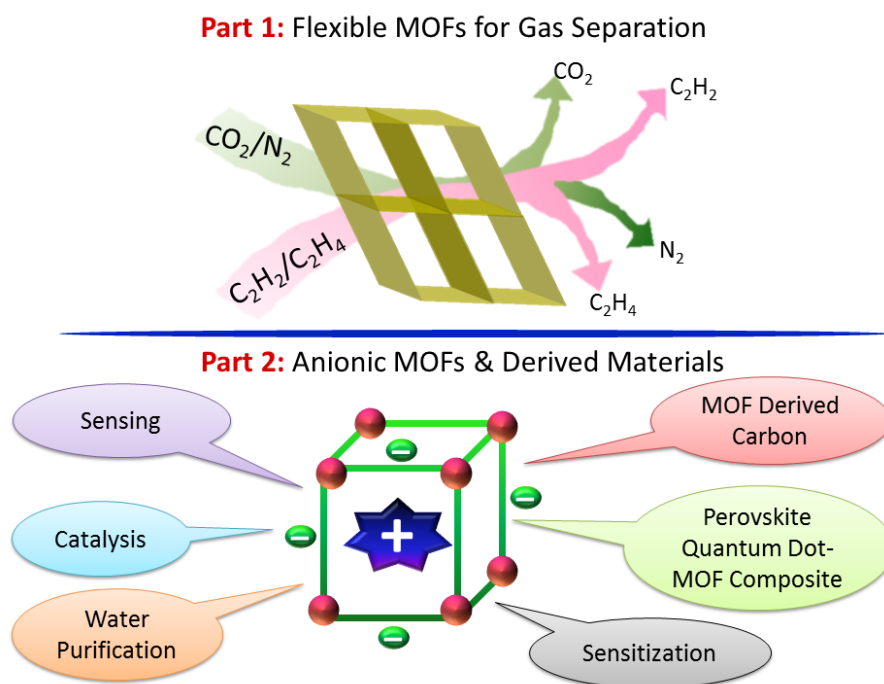 Part 1: Flexible MOFs for Gas Separation
CO₂
C₂H₂
CO₂/N₂
N₂
C₂H₂/C₂H₄
C₂H₄
Part 2: Anionic MOFs & Derived Materials
Sensing
MOF Derived
Carbon
Catalysis
Perovskite
Quantum Dot-
MOF Composite
Water
Purification
Sensitization